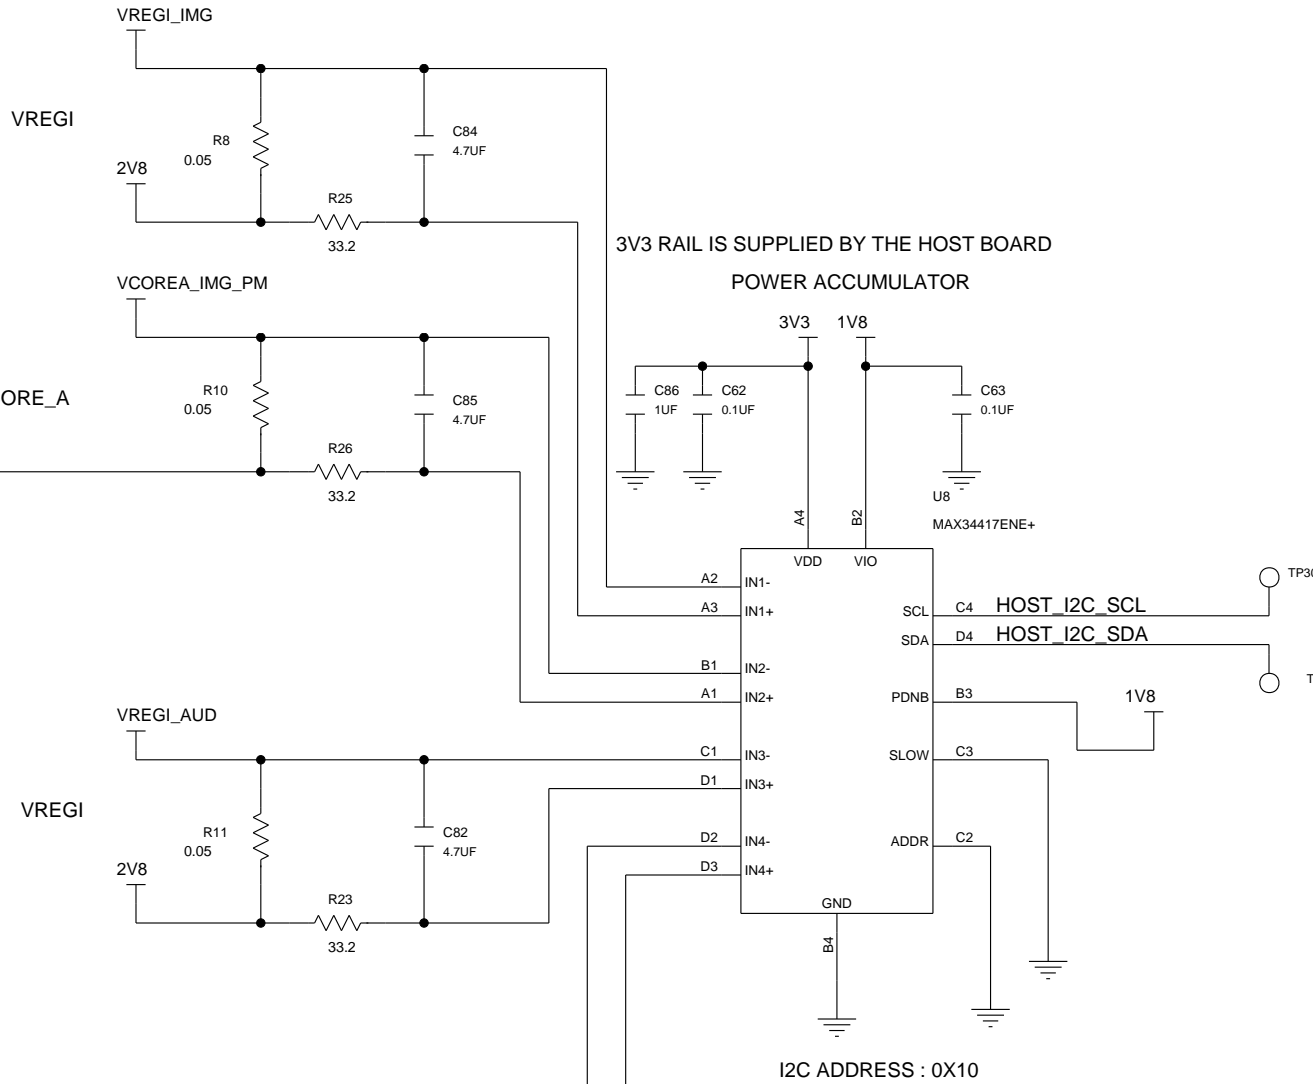 VREGI_IMG
VREGI
R8
0.05
C84
4.7UF
2V8
R25
33.2
3V3 RAIL IS SUPPLIED BY THE HOST BOARD
POWER ACCUMULATOR
VCOREA_IMG_PM
3V3
1V8
ORE_A
R10
0.05
C85
4.7UF
C86
1UF
C62
0.1UF
C63
0.1UF
R26
33.2
U8
MAX34417ENE+
A4
B2
VDD
VIO
A2
IN1-
A3
IN1+
SCL
C4
HOST_I2C_SCL
TP30
SDA
D4
HOST_I2C_SDA
B1
IN2-
A1
IN2+
PDNB
B3
1V8
T
VREGI_AUD
C1
IN3-
D1
IN3+
SLOW
C3
VREGI
R11
0.05
C82
4.7UF
D2
IN4-
D3
IN4+
ADDR
C2
2V8
R23
33.2
GND
B4
I2C ADDRESS : 0X10